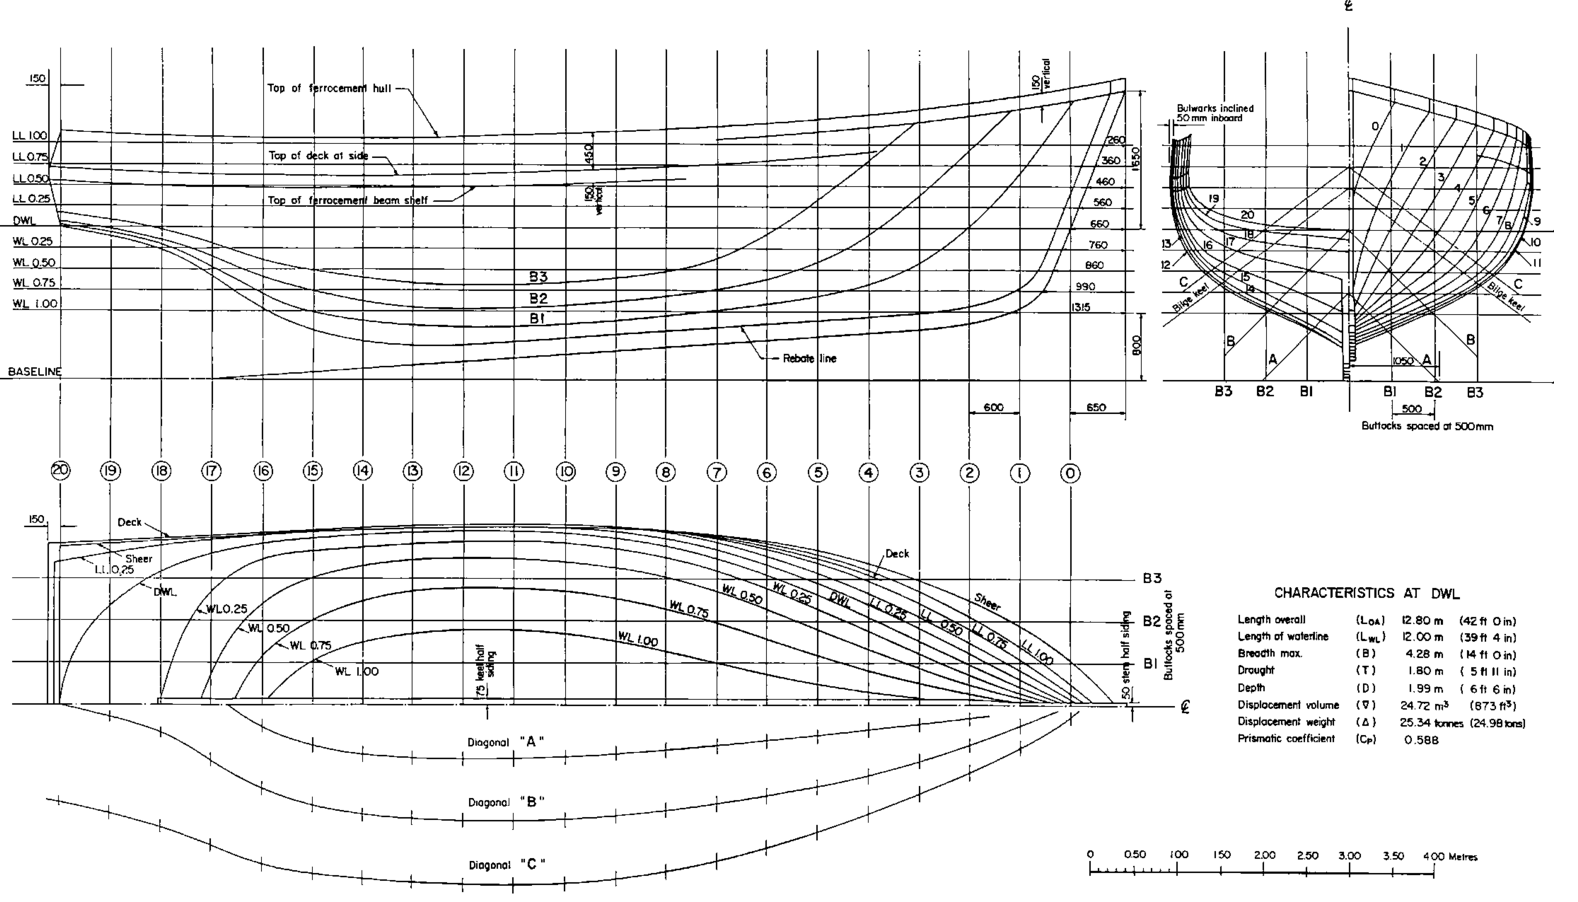 ℄
150
Top of ferrocement hull
150 vertical
Bulwarks inclined
50 mm inboard
LL 1.00
LL 0.75
LL 0.50
LL 0.25
DWL
WL 0.25
WL 0.50
WL 0.75
WL 1.00
BASELINE
Top of deck at side
450
Top of ferrocement beam shelf
150 vertical
260
360
460
560
660
760
860
990
1315
1650
800
B3
B2
B1
Rebate line
600
650
0
1
2
3
4
5
6
7
8
9
10
11
19
20
18
17
16
13
12
15
14
C
C
Bilge keel
Bilge keel
B
A
B
A
1050
B3
B2
B1
B1
B2
B3
500
Buttocks spaced at 500mm
20
19
18
17
16
15
14
13
12
11
10
9
8
7
6
5
4
3
2
1
0
150
Deck
Sheer
LL 0.25
DWL
WL 0.25
WL 0.50
WL 0.75
WL 1.00
75 keel half siding
WL 1.00
WL 0.75
WL 0.50
WL 0.25
DWL
LL 0.25
LL 0.50
LL 0.75
LL 1.00
Deck
Sheer
B3
B2
B1
50 stem half siding
Buttocks spaced at 500mm
℄
Diagonal "A"
Diagonal "B"
Diagonal "C"
CHARACTERISTICS AT DWL
Length overall (LOA) 12.80 m (42 ft 0 in)
Length of waterline (LWL) 12.00 m (39 ft 4 in)
Breadth max. (B) 4.28 m (14 ft 0 in)
Drought (T) 1.80 m (5 ft 11 in)
Depth (D) 1.99 m (6 ft 6 in)
Displacement volume (∇) 24.72 m³ (873 ft³)
Displacement weight (Δ) 25.34 tonnes (24.98 tons)
Prismatic coefficient (CP) 0.588
0 0.50 1.00 1.50 2.00 2.50 3.00 3.50 4.00 Metres